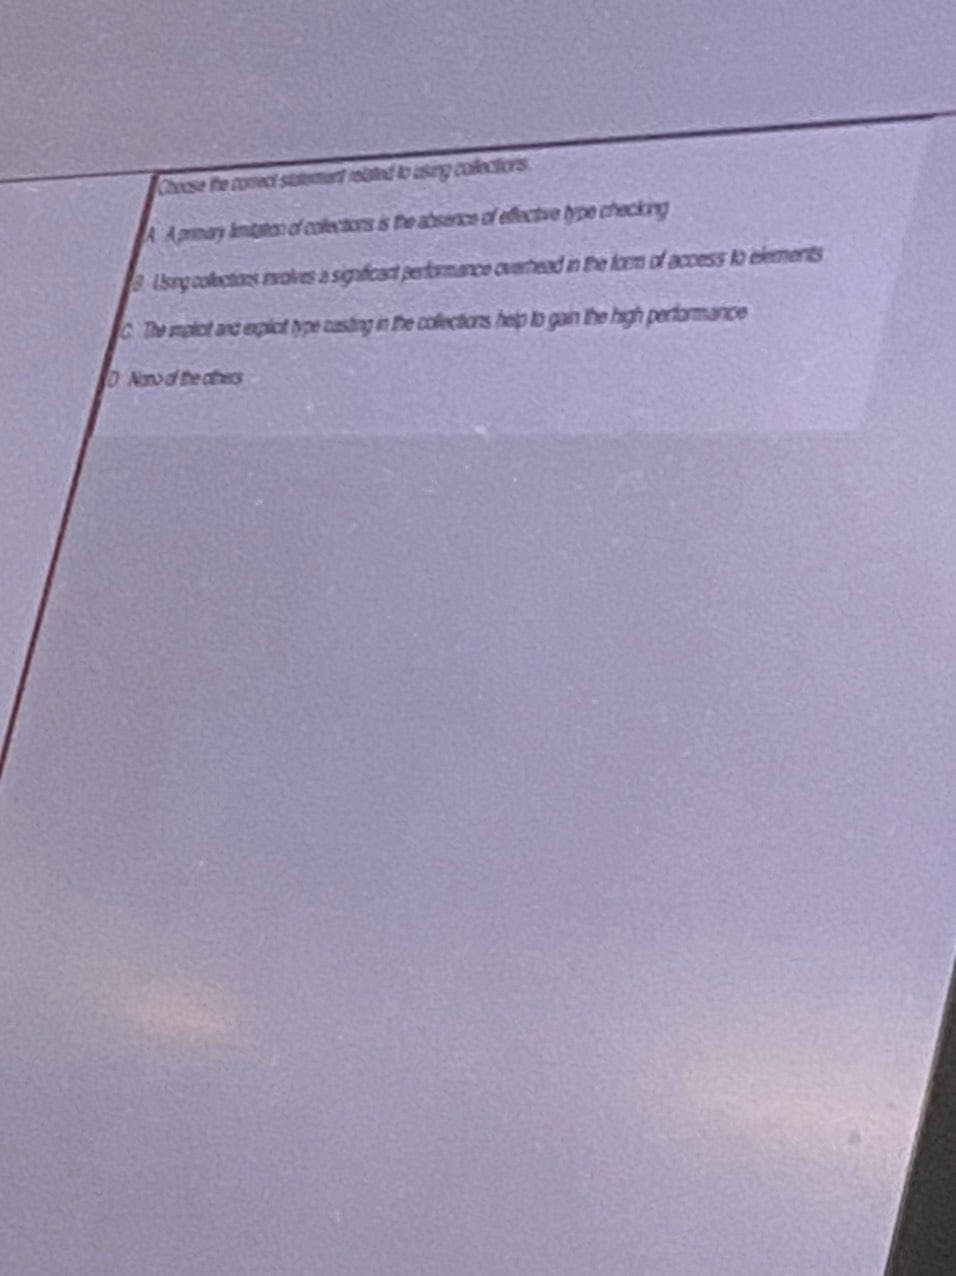 Choose the correct statement related to using collections.
A. A primary limitation of collections is the absence of effective type checking
B. Using collections involves a significant performance overhead in the form of access to elements
C. The implicit and explicit type casting in the collections help to gain the high performance
D. None of the others